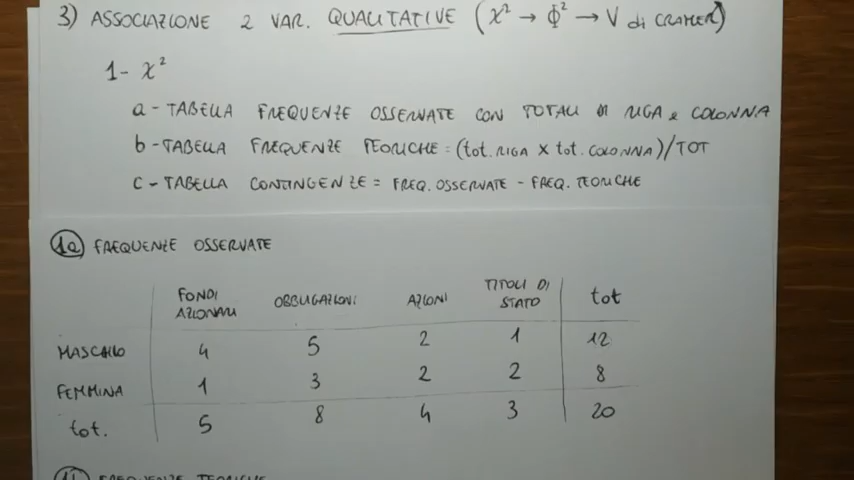 3) ASSOCIAZIONE 2 VAR. QUALITATIVE (χ² → Φ² → V di CRAMER)
1- χ²
a - TABELLA FREQUENZE OSSERVATE CON TOTALI DI RIGA e COLONNA
b - TABELLA FREQUENZE TEORICHE = (tot. RIGA x tot. COLONNA)/TOT
c - TABELLA CONTINGENZE = FREQ. OSSERVATE - FREQ. TEORICHE
1a FREQUENZE OSSERVATE
FONDI AZIONARI OBBLIGAZIONI AZIONI TITOLI DI STATO tot
MASCHIO 4 5 2 1 12
FEMMINA 1 3 2 2 8
tot. 5 8 4 3 20
FREQUENZE TEORICHE